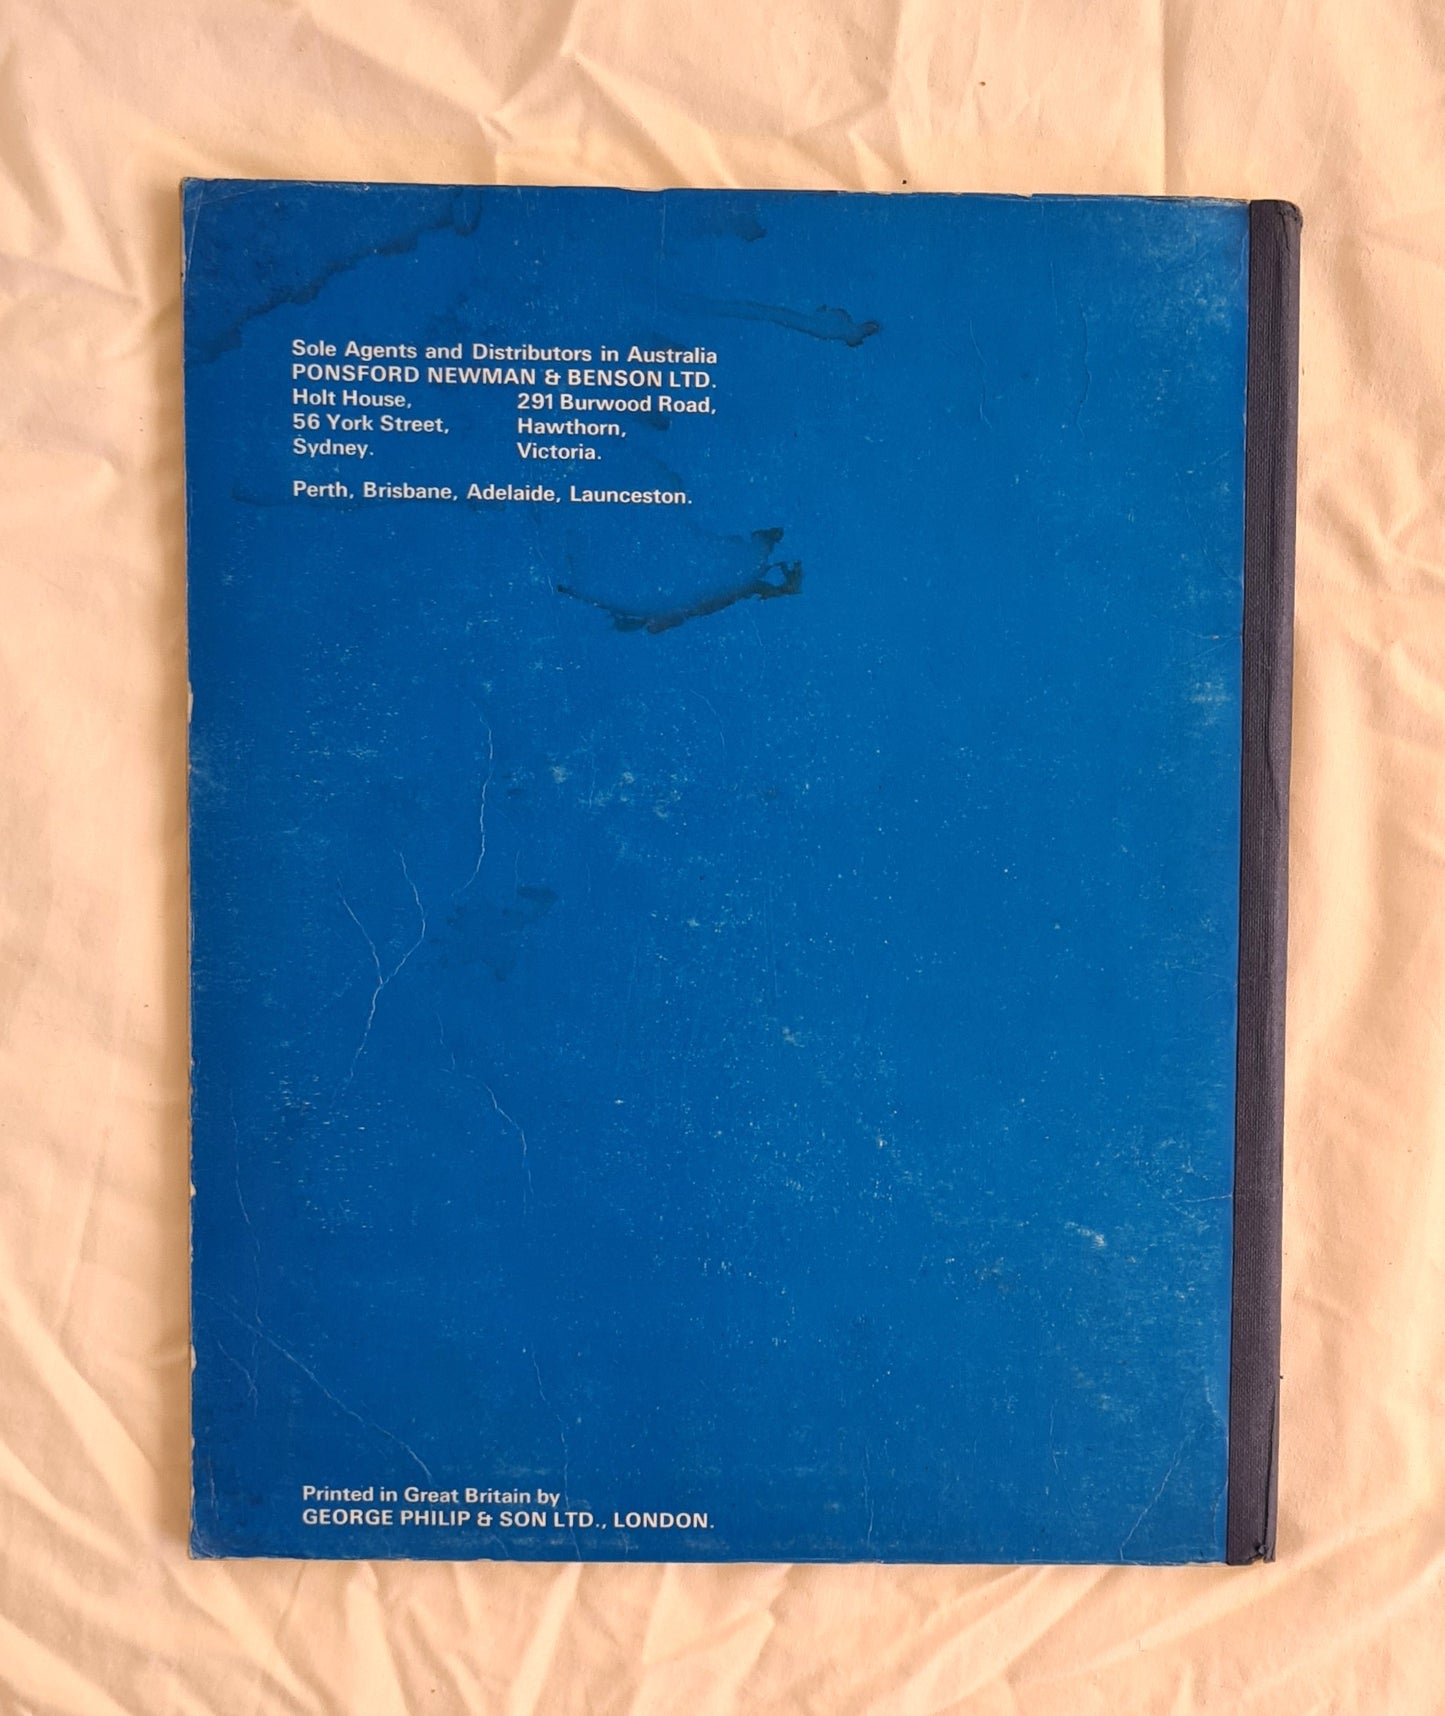 Sole Agents and Distributors in Australia
PONSFORD NEWMAN & BENSON LTD.
Holt House,
56 York Street,
Sydney.
291 Burwood Road,
Hawthorn,
Victoria.
Perth, Brisbane, Adelaide, Launceston.
Printed in Great Britain by
GEORGE PHILIP & SON LTD., LONDON.